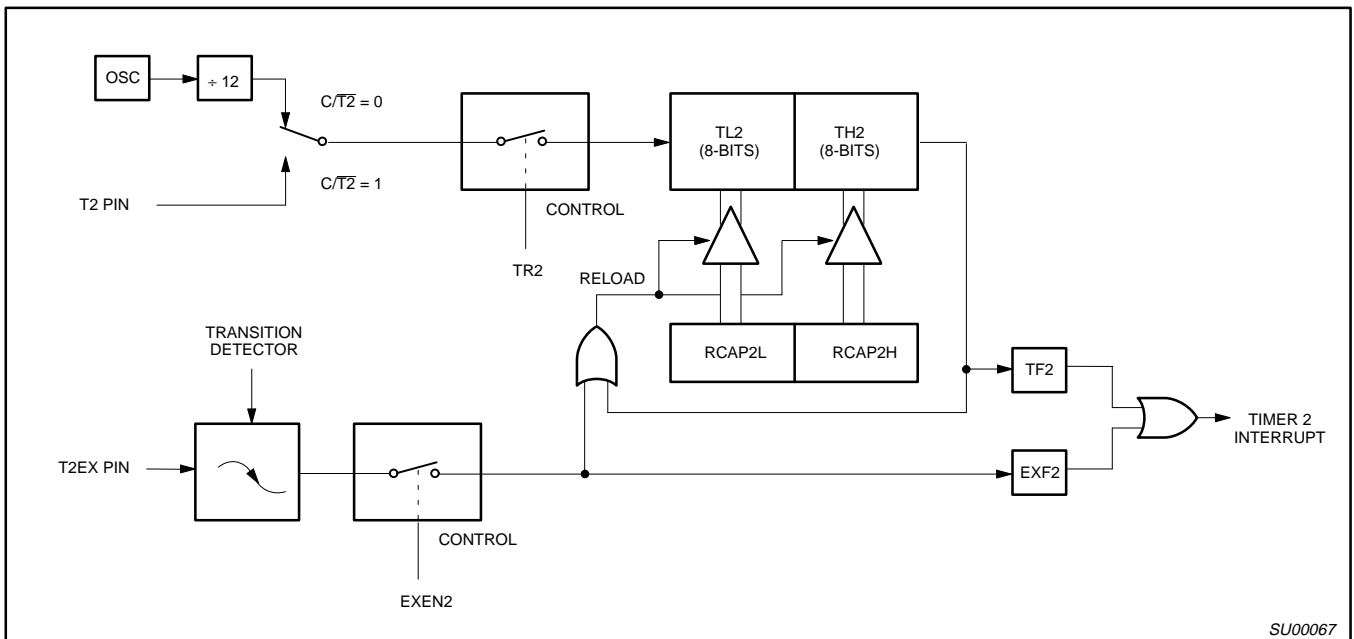 OSC
÷ 12
C/T2̅ = 0
C/T2̅ = 1
T2 PIN
CONTROL
TR2
TL2
(8-BITS)
TH2
(8-BITS)
RELOAD
RCAP2L
RCAP2H
TRANSITION
DETECTOR
T2EX PIN
CONTROL
EXEN2
TF2
EXF2
TIMER 2
INTERRUPT
SU00067